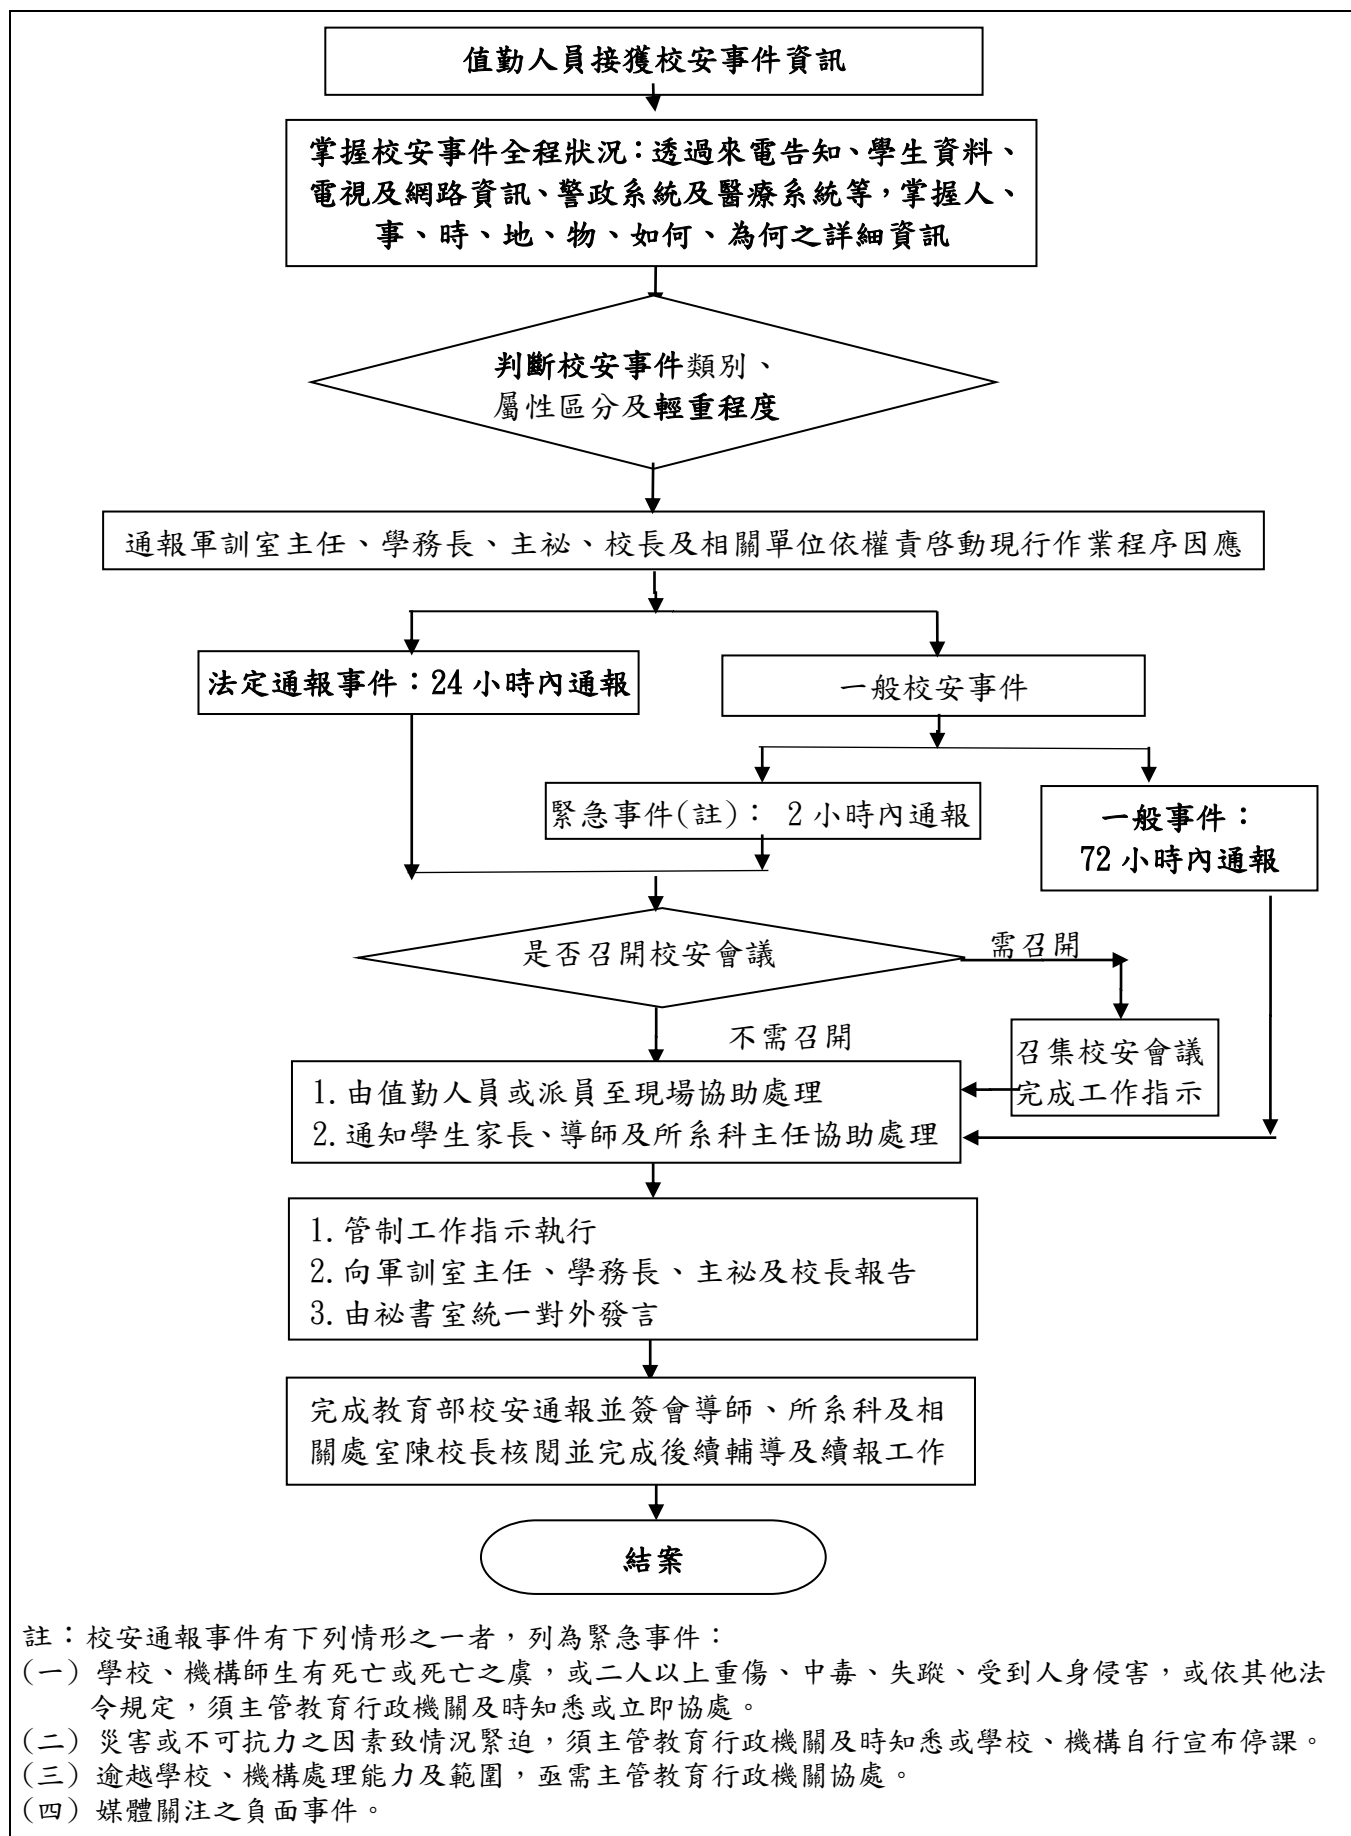 值勤人員接獲校安事件資訊
掌握校安事件全程狀況：透過來電告知、學生資料、
電視及網路資訊、警政系統及醫療系統等，掌握人、
事、時、地、物、如何、為何之詳細資訊
判斷校安事件類別、
屬性區分及輕重程度
通報軍訓室主任、學務長、主祕、校長及相關單位依權責啓動現行作業程序因應
法定通報事件：24 小時內通報
一般校安事件
緊急事件(註)： 2 小時內通報
一般事件：
72 小時內通報
是否召開校安會議
需召開
不需召開
召集校安會議
完成工作指示
1. 由值勤人員或派員至現場協助處理
2. 通知學生家長、導師及所系科主任協助處理
1. 管制工作指示執行
2. 向軍訓室主任、學務長、主祕及校長報告
3. 由祕書室統一對外發言
完成教育部校安通報並簽會導師、所系科及相
關處室陳校長核閱並完成後續輔導及續報工作
結案
註：校安通報事件有下列情形之一者，列為緊急事件：
(一) 學校、機構師生有死亡或死亡之虞，或二人以上重傷、中毒、失蹤、受到人身侵害，或依其他法
令規定，須主管教育行政機關及時知悉或立即協處。
(二) 災害或不可抗力之因素致情況緊迫，須主管教育行政機關及時知悉或學校、機構自行宣布停課。
(三) 逾越學校、機構處理能力及範圍，亟需主管教育行政機關協處。
(四) 媒體關注之負面事件。